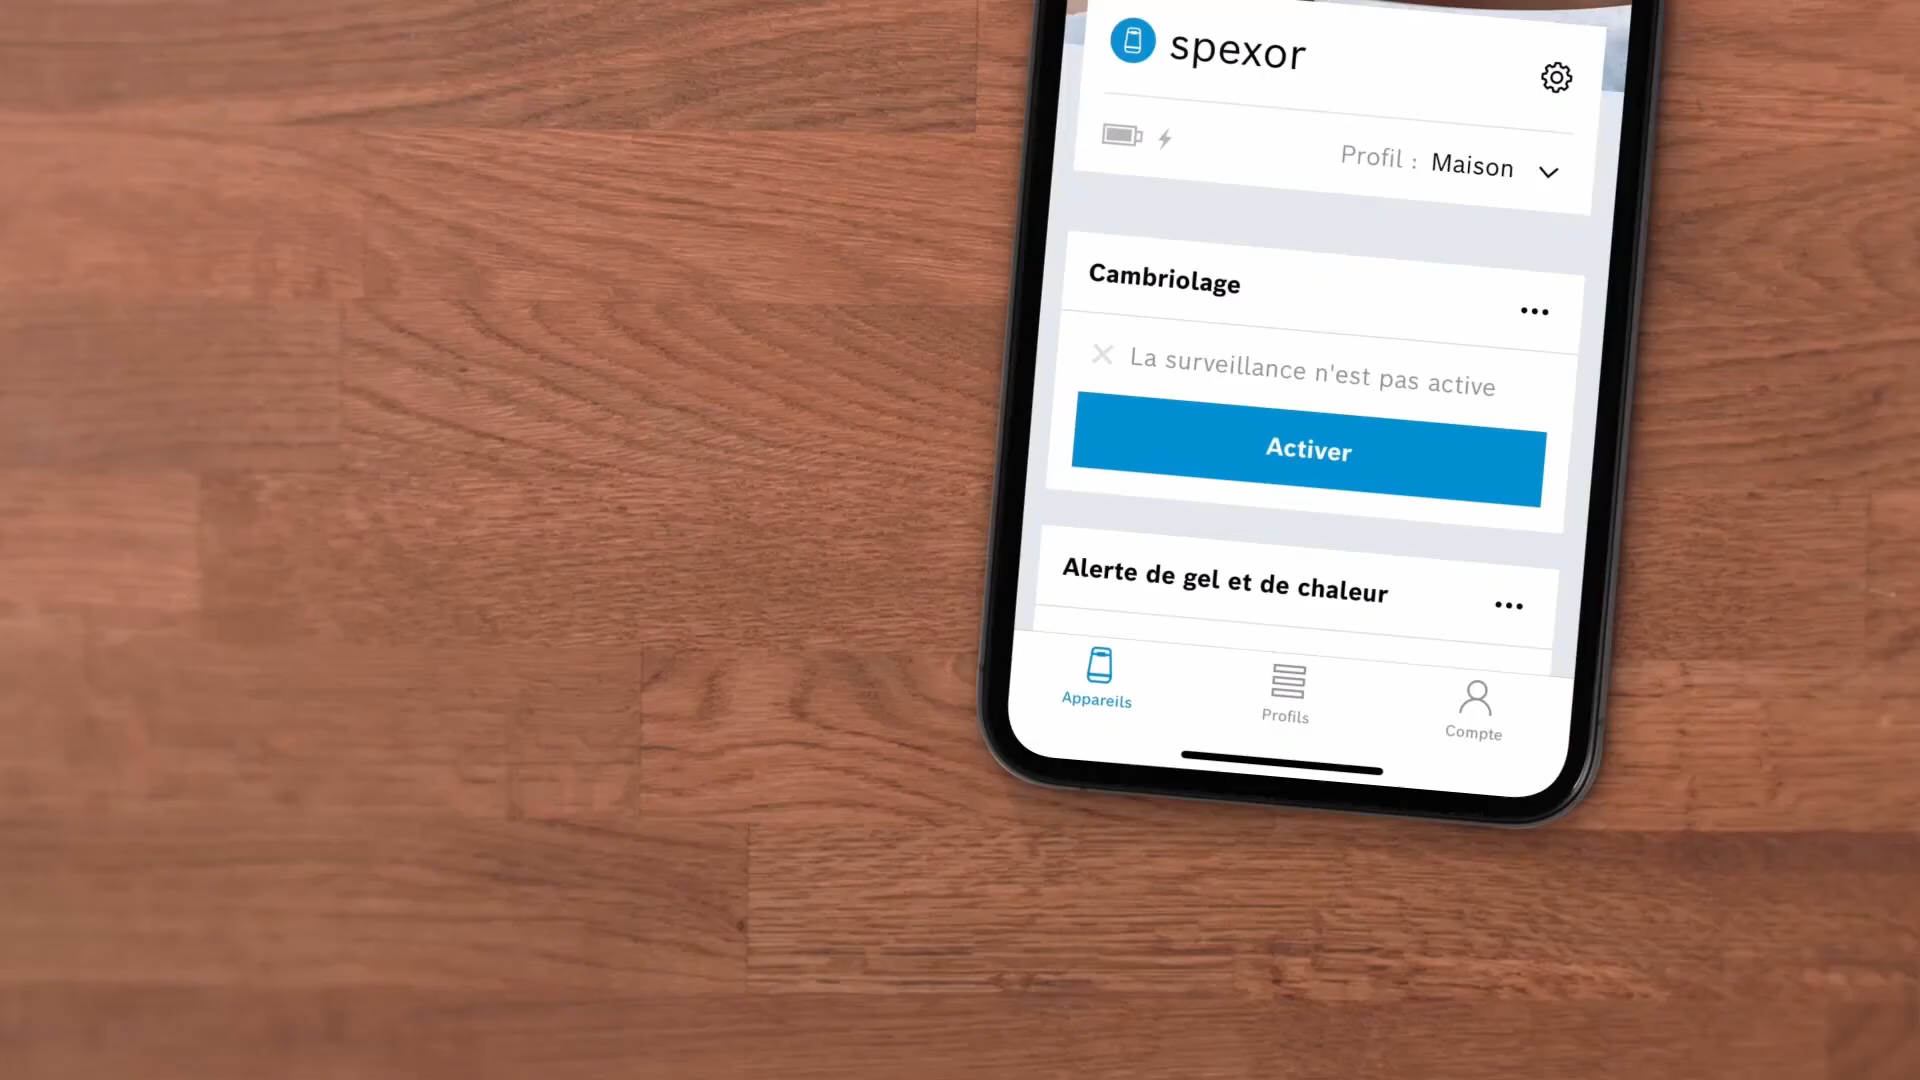 spexor
Profil : Maison
Cambriolage
La surveillance n'est pas active
Activer
Alerte de gel et de chaleur
Appareils
Profils
Compte